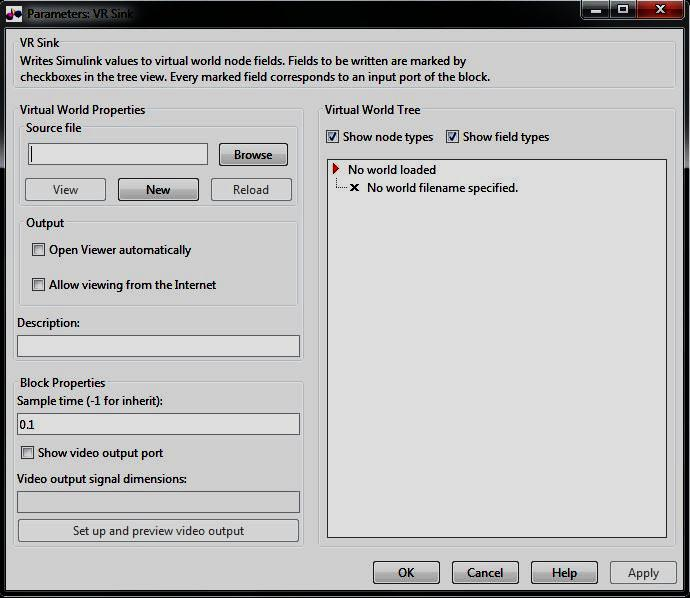 Parameters: VR Sink
VR Sink
Writes Simulink values to virtual world node fields. Fields to be written are marked by
checkboxes in the tree view. Every marked field corresponds to an input port of the block.
Virtual World Properties
Source file
Browse
View
New
Reload
Output
Open Viewer automatically
Allow viewing from the Internet
Description:
Block Properties
Sample time (-1 for inherit):
0.1
Show video output port
Video output signal dimensions:
Set up and preview video output
Virtual World Tree
Show node types
Show field types
No world loaded
No world filename specified.
OK
Cancel
Help
Apply